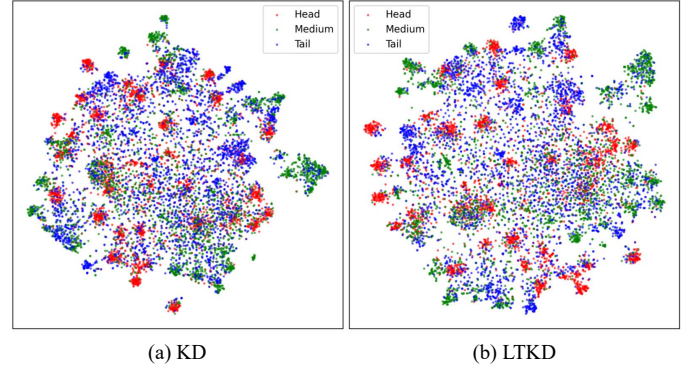 Head
Medium
Tail
Head
Medium
Tail
(a) KD
(b) LTKD